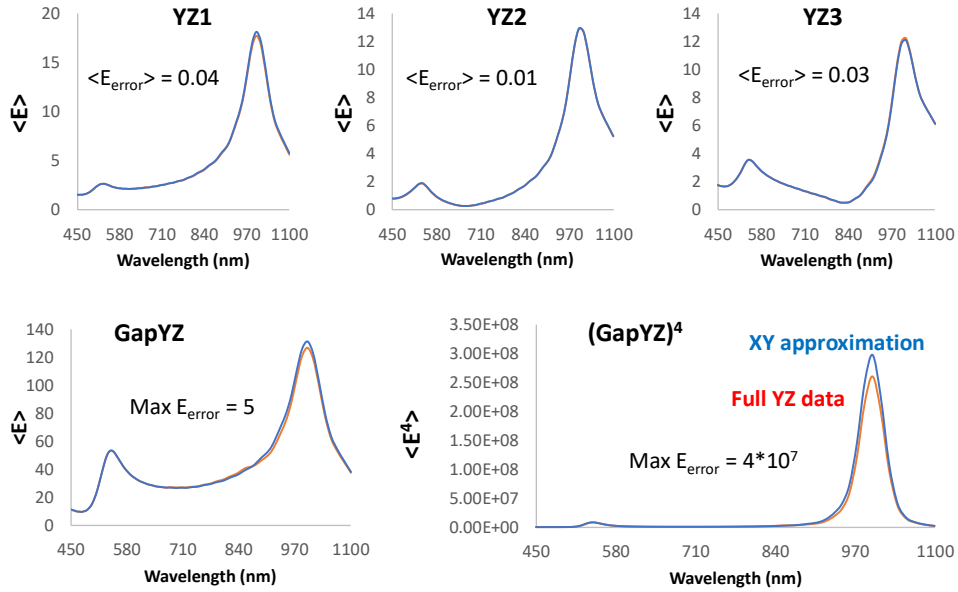 YZ1
20
15
10
5
0
<E>
<E_error> = 0.04
450 580 710 840 970 1100
Wavelength (nm)
YZ2
14
12
10
8
6
4
2
0
<E>
<E_error> = 0.01
450 580 710 840 970 1100
Wavelength (nm)
YZ3
14
12
10
8
6
4
2
0
<E>
<E_error> = 0.03
450 580 710 840 970 1100
Wavelength (nm)
GapYZ
140
120
100
80
60
40
20
0
<E>
Max E_error = 5
450 580 710 840 970 1100
Wavelength (nm)
(GapYZ)⁴
3.50E+08
3.00E+08
2.50E+08
2.00E+08
1.50E+08
1.00E+08
5.00E+07
0.00E+00
<E⁴>
XY approximation
Full YZ data
Max E_error = 4*10⁷
450 580 710 840 970 1100
Wavelength (nm)